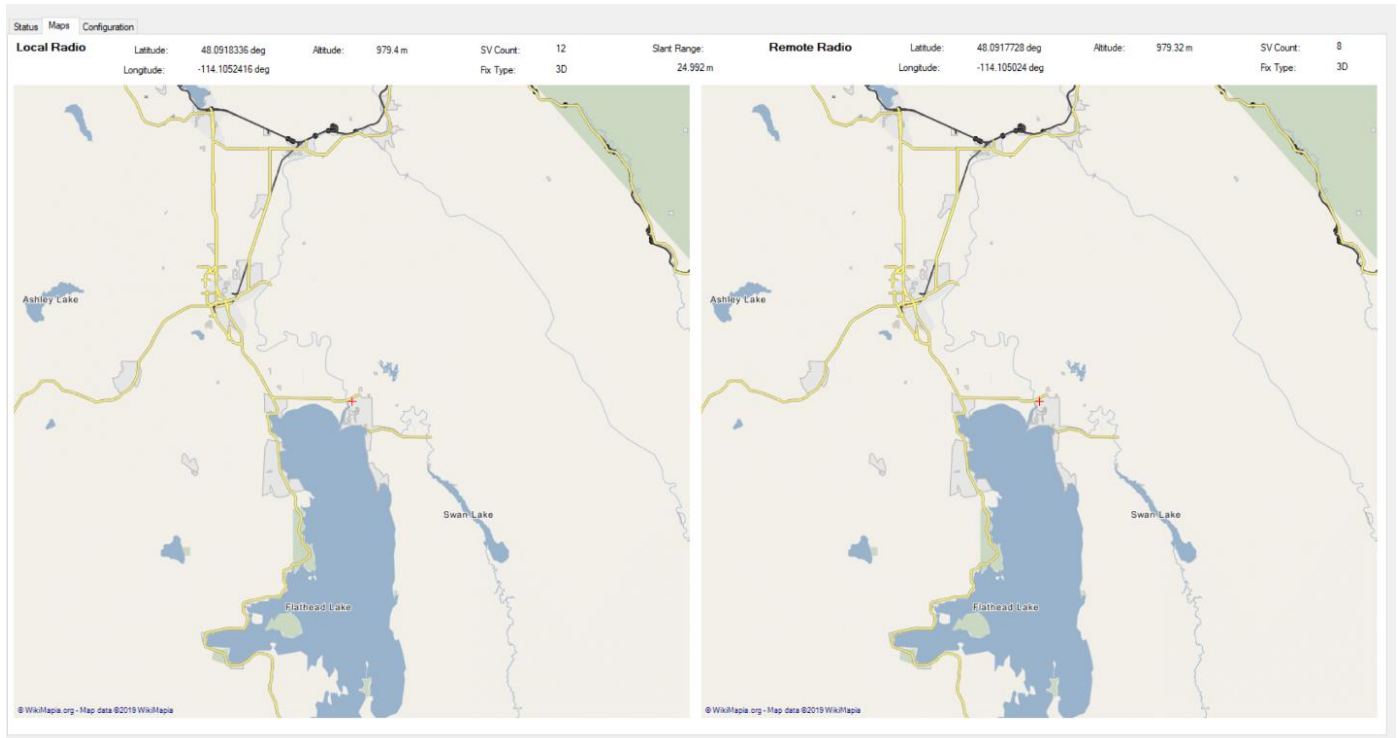 Status Maps Configuration
Local Radio Latitude: 48.0918336 deg Altitude: 979.4 m SV Count: 12 Slant Range: Remote Radio Latitude: 48.0917728 deg Altitude: 979.32 m SV Count: 8
Longitude: -114.1052416 deg Fix Type: 3D 24.992 m Longitude: -114.105024 deg Fix Type: 3D
Ashley Lake
Swan Lake
Flathead Lake
© WikiMapia.org - Map data ©2019 WikiMapia
Ashley Lake
Swan Lake
Flathead Lake
© WikiMapia.org - Map data ©2019 WikiMapia